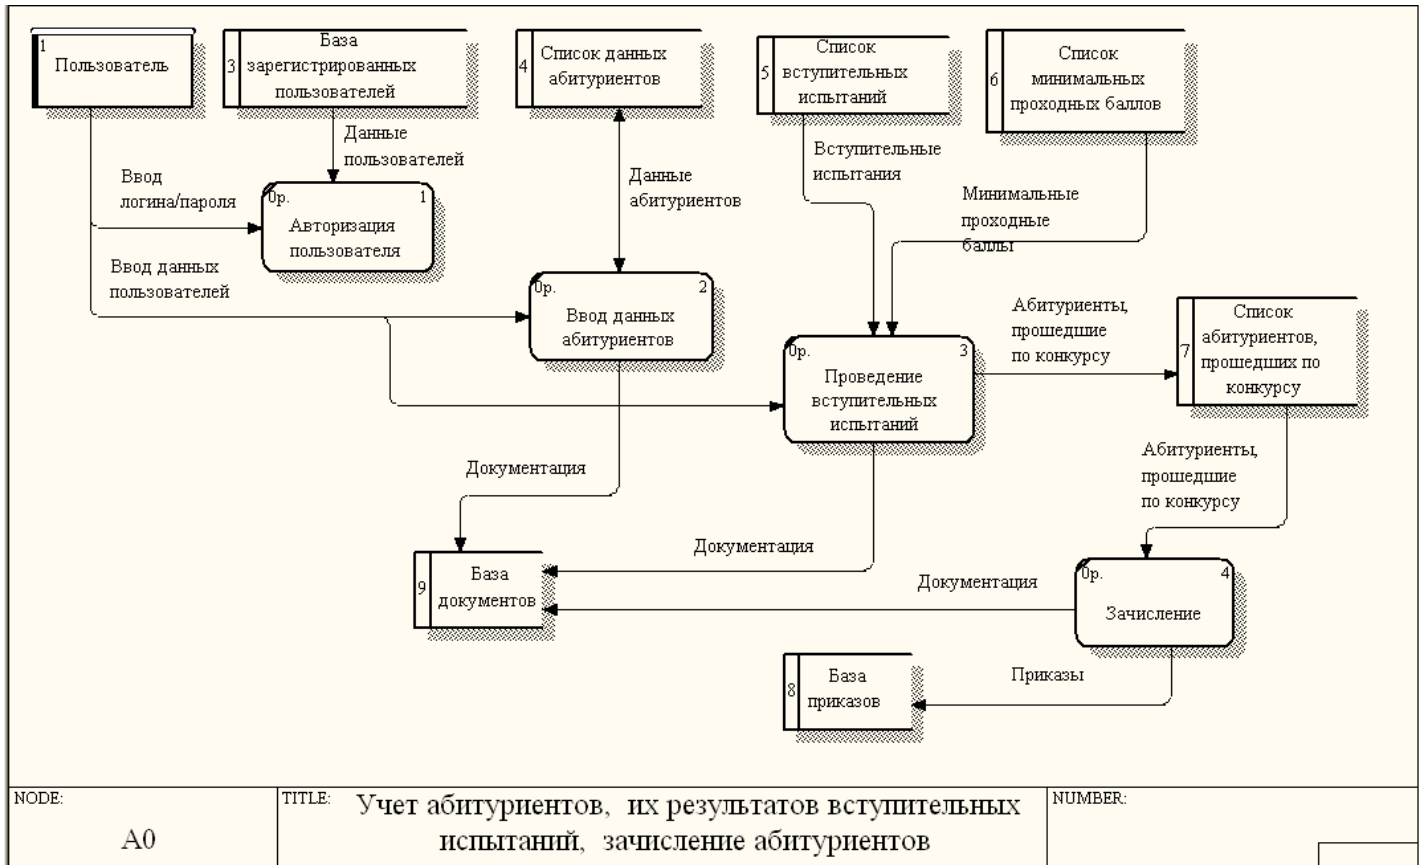 1
Пользователь
3
База
зарегистрированных
пользователей
4
Список данных
абитуриентов
5
Список
вступительных
испытаний
6
Список
минимальных
проходных баллов
Данные
пользователей
Ввод
логина/пароля
0р.
1
Авторизация
пользователя
Данные
абитуриентов
Вступительные
испытания
Минимальные
проходные
баллы
Ввод данных
пользователей
0р.
2
Ввод данных
абитуриентов
0р.
3
Проведение
вступительных
испытаний
Абитуриенты,
прошедшие
по конкурсу
7
Список
абитуриентов,
прошедших по
конкурсу
Абитуриенты,
прошедшие
по конкурсу
Документация
Документация
9
База
документов
Документация
0р.
4
Зачисление
8
База
приказов
Приказы
NODE:
A0
TITLE:
Учет абитуриентов, их результатов вступительных
испытаний, зачисление абитуриентов
NUMBER: